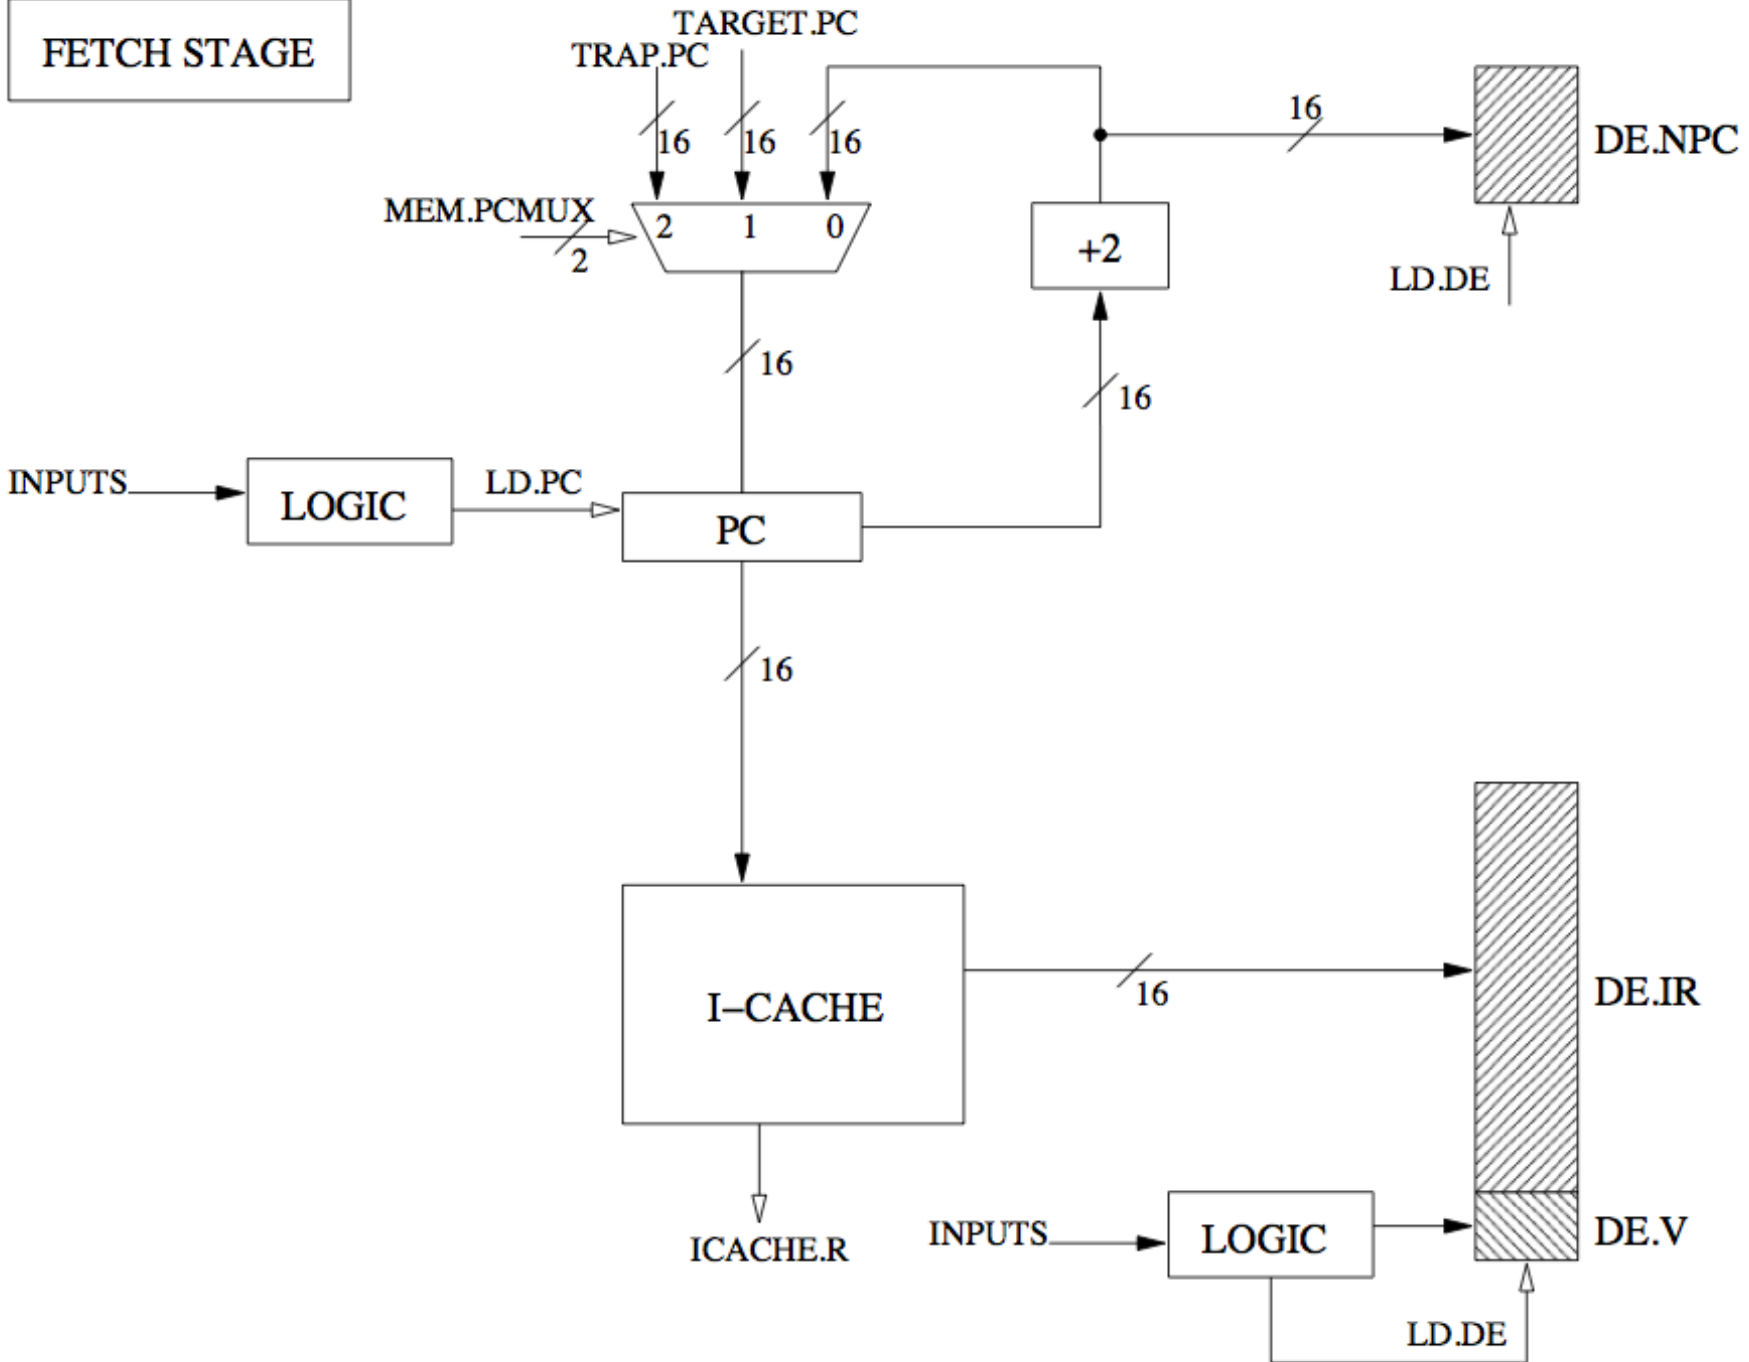 FETCH STAGE
TARGET.PC
TRAP.PC
16
16
16
16
DE.NPC
MEM.PCMUX
2
2 1 0
+2
LD.DE
16
16
INPUTS
LOGIC
LD.PC
PC
16
I–CACHE
16
DE.IR
ICACHE.R
INPUTS
LOGIC
DE.V
LD.DE